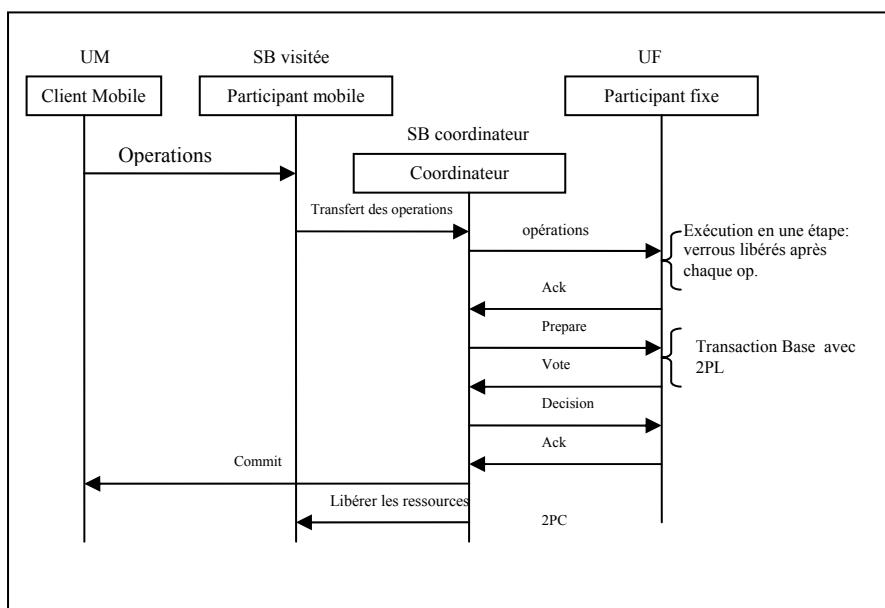 UM
SB visitée
UF
Client Mobile
Participant mobile
Participant fixe
SB coordinateur
Coordinateur
Operations
Transfert des operations
opérations
Exécution en une étape:
verrous libérés après
chaque op.
Ack
Prepare
Transaction Base avec
2PL
Vote
Decision
Ack
Commit
Libérer les ressources
2PC